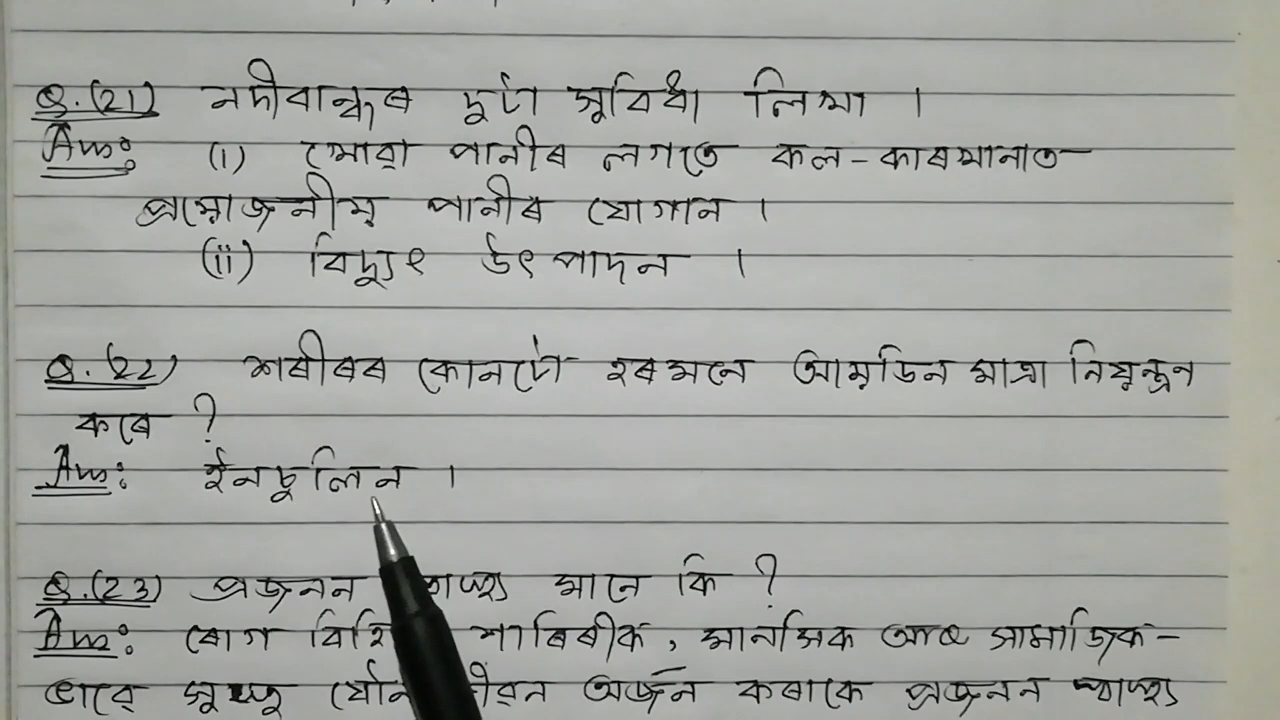 Q.(21) নদীবান্ধৰ দুটা সুবিধা লিখা ।
Ans: (i) খোৱা পানীৰ লগতে কল-কাৰখানাত
প্ৰয়োজনীয় পানীৰ যোগান ।
(ii) বিদ্যুৎ উৎপাদন ।
Q.(22) শৰীৰৰ কোনটো হৰমনে আয়ডিন মাত্ৰা নিয়ন্ত্ৰন
কৰে ?
Ans: ইনচুলিন ।
Q.(23) প্ৰজনন মানে কি ?
Ans: ৰোগ শাৰিৰীক, মানসিক আৰু সামাজিক-
ভাৱে সুস্থ যৌন অৰ্জন কৰাকে প্ৰজনন স্বাস্থ্য